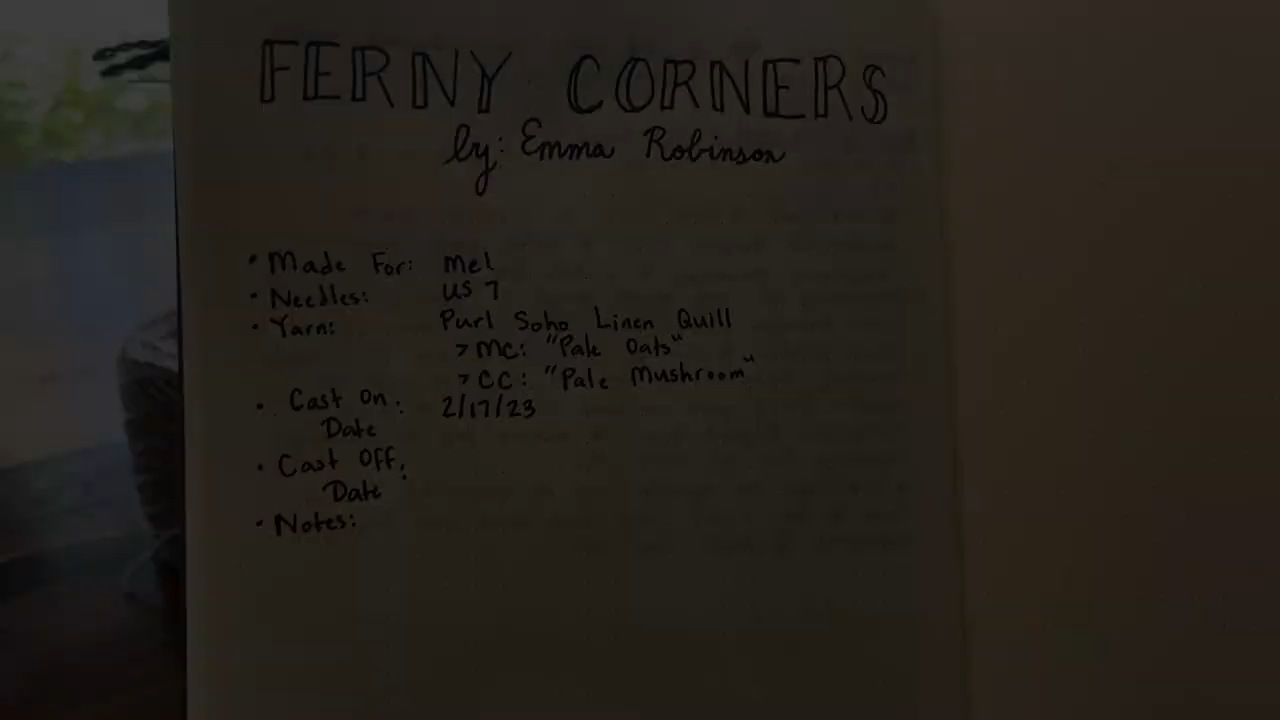 FERNY CORNERS
by: Emma Robinson
• Made For: Mel
• Needles: US 7
• Yarn: Purl Soho Linen Quill
> MC: "Pale Oats"
> CC: "Pale Mushroom"
• Cast On : 2/17/23
Date
• Cast Off :
Date
• Notes: